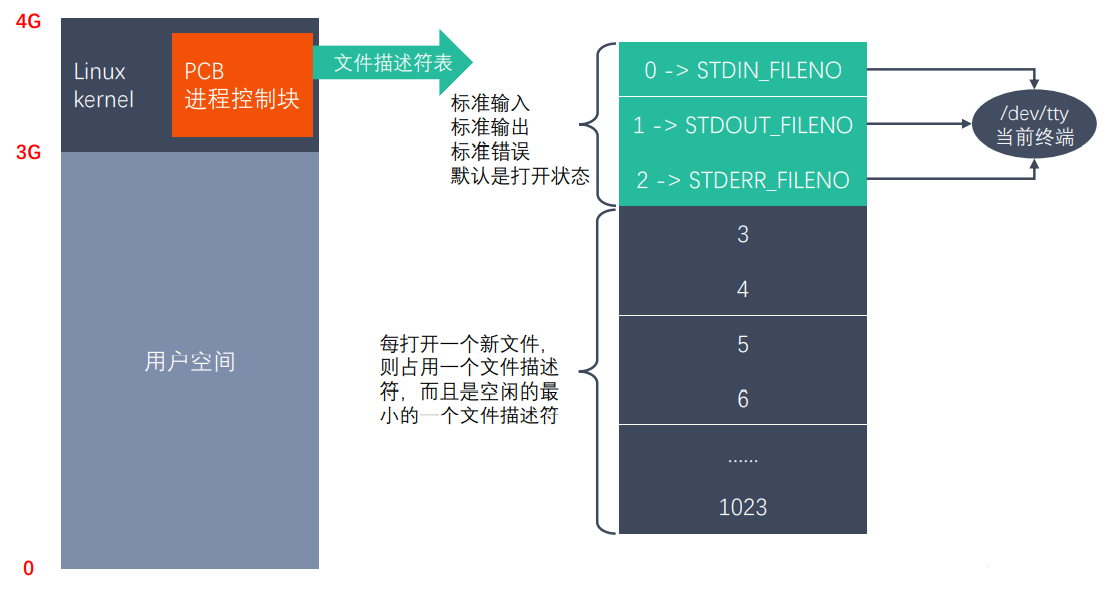 4G
Linux
kernel
PCB
进程控制块
3G
用户空间
0
文件描述符表
标准输入
标准输出
标准错误
默认是打开状态
0 -> STDIN_FILENO
1 -> STDOUT_FILENO
2 -> STDERR_FILENO
/dev/tty
当前终端
每打开一个新文件，
则占用一个文件描述
符，而且是空闲的最
小的一个文件描述符
3
4
5
6
......
1023